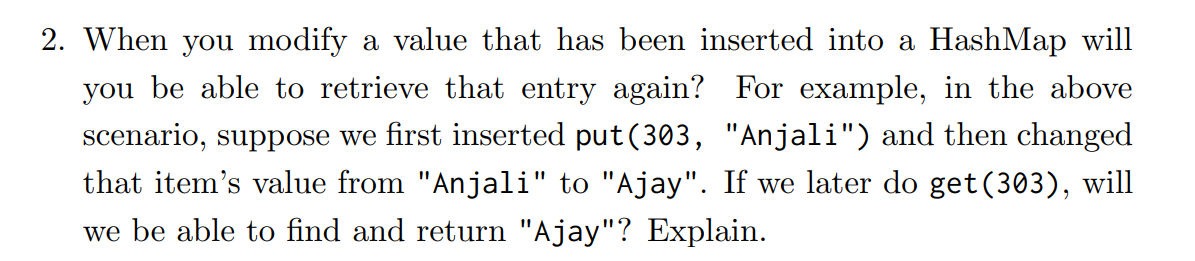 2. When you modify a value that has been inserted into a HashMap will
you be able to retrieve that entry again? For example, in the above
scenario, suppose we first inserted put(303, "Anjali") and then changed
that item’s value from "Anjali" to "Ajay". If we later do get(303), will
we be able to find and return "Ajay"? Explain.